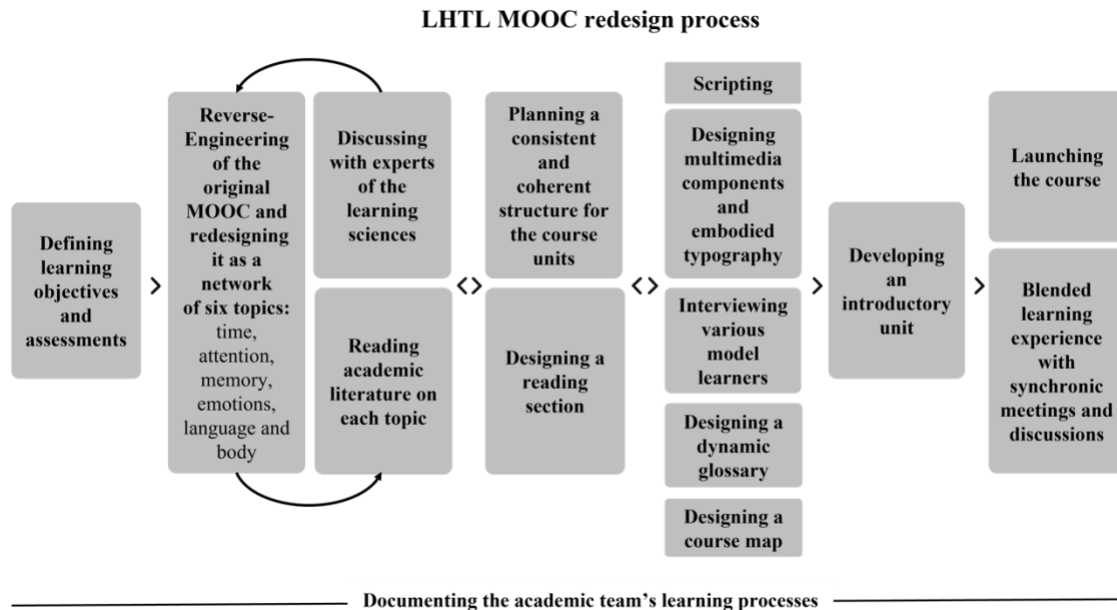 LHTL MOOC redesign process
Defining
learning
objectives
and
assessments
>
Reverse-
Engineering
of the
original
MOOC and
redesigning
it as a
network
of six topics:
time,
attention,
memory,
emotions,
language and
body
Discussing
with experts
of the
learning
sciences
Reading
academic
literature on
each topic
< >
Planning a
consistent
and
coherent
structure for
the course
units
Designing a
reading
section
< >
Scripting
Designing
multimedia
components
and
embodied
typography
Interviewing
various
model
learners
Designing a
dynamic
glossary
Designing a
course map
>
Developing
an
introductory
unit
>
Launching
the course
Blended
learning
experience
with
synchronic
meetings and
discussions
Documenting the academic team's learning processes